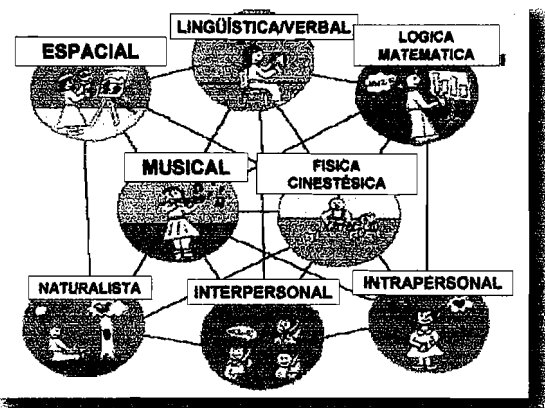 LINGÜÍSTICA/VERBAL
ESPACIAL
LOGICA
MATEMATICA
MUSICAL
FISICA
CINESTÉSICA
NATURALISTA
INTERPERSONAL
INTRAPERSONAL